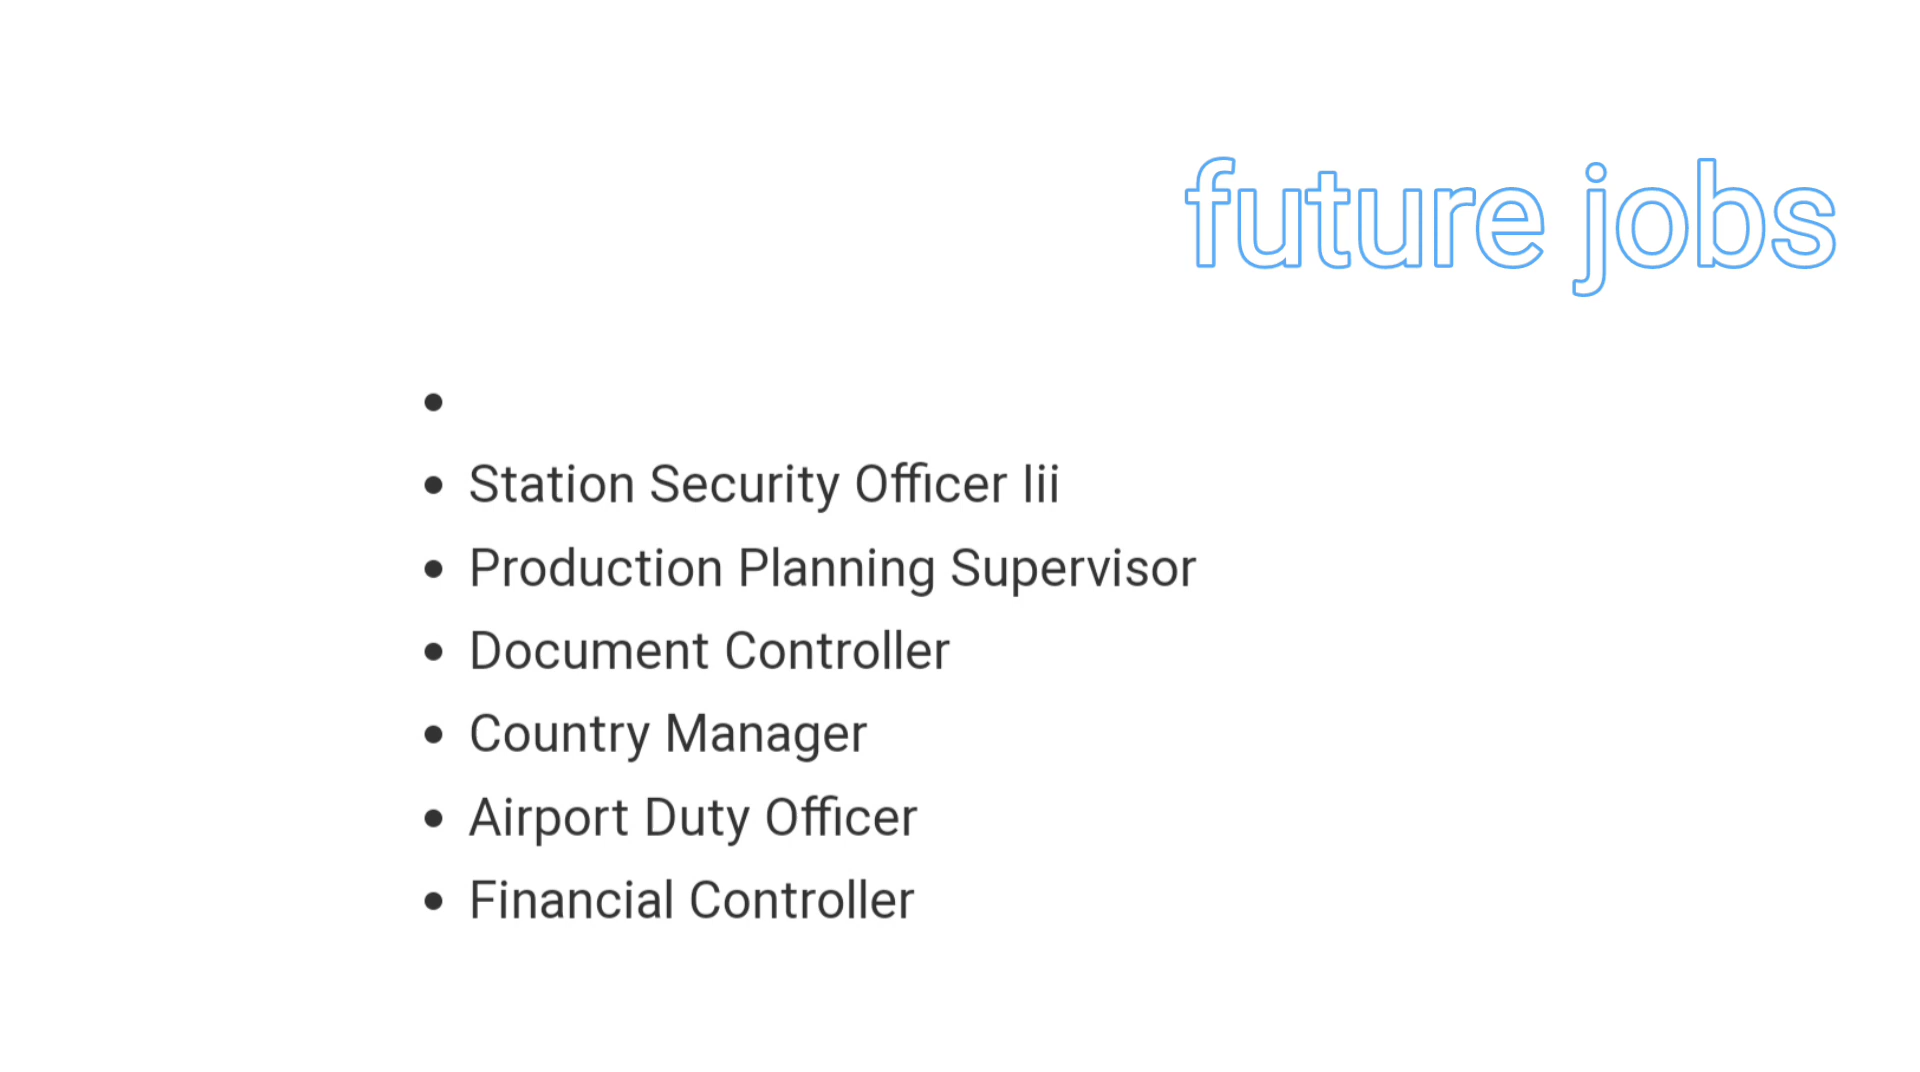 future jobs
•
• Station Security Officer Iii
• Production Planning Supervisor
• Document Controller
• Country Manager
• Airport Duty Officer
• Financial Controller